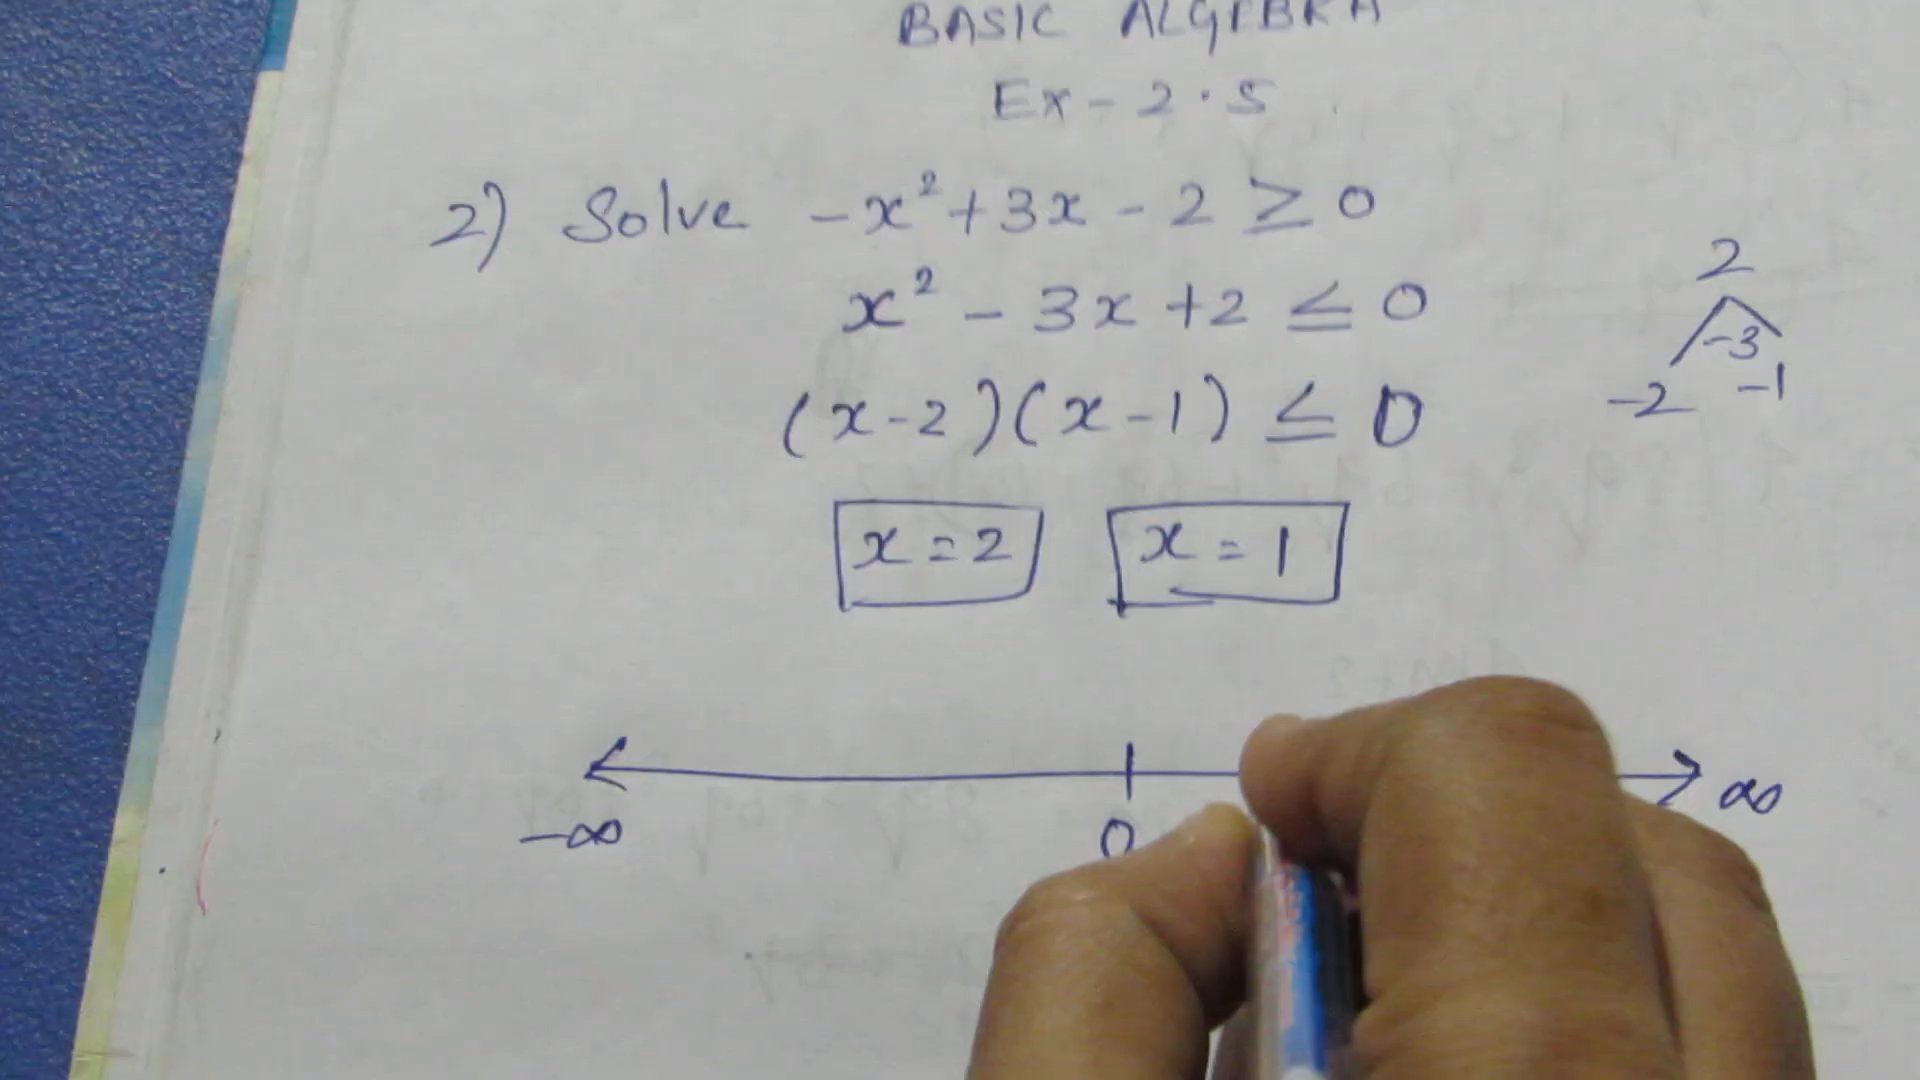 BASIC ALGEBRA
Ex - 2.5
2) Solve -x² + 3x - 2 ≥ 0
x² - 3x + 2 ≤ 0
(x-2)(x-1) ≤ 0
2
-3
-2 -1
x = 2 x = 1
-∞ 0 ∞